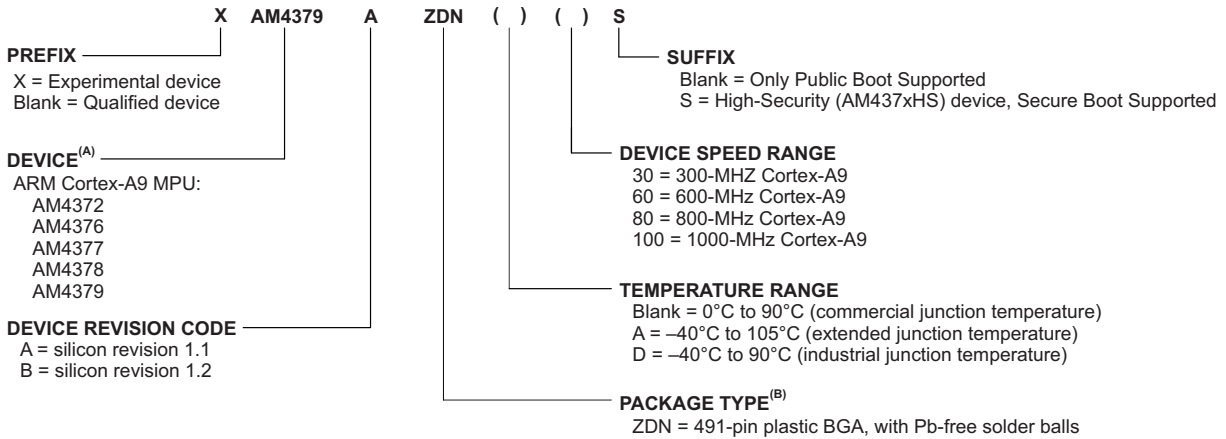 X AM4379 A ZDN ( ) ( ) S
PREFIX
X = Experimental device
Blank = Qualified device
DEVICE(A)
ARM Cortex-A9 MPU:
AM4372
AM4376
AM4377
AM4378
AM4379
DEVICE REVISION CODE
A = silicon revision 1.1
B = silicon revision 1.2
SUFFIX
Blank = Only Public Boot Supported
S = High-Security (AM437xHS) device, Secure Boot Supported
DEVICE SPEED RANGE
30 = 300-MHZ Cortex-A9
60 = 600-MHz Cortex-A9
80 = 800-MHz Cortex-A9
100 = 1000-MHz Cortex-A9
TEMPERATURE RANGE
Blank = 0°C to 90°C (commercial junction temperature)
A = –40°C to 105°C (extended junction temperature)
D = –40°C to 90°C (industrial junction temperature)
PACKAGE TYPE(B)
ZDN = 491-pin plastic BGA, with Pb-free solder balls